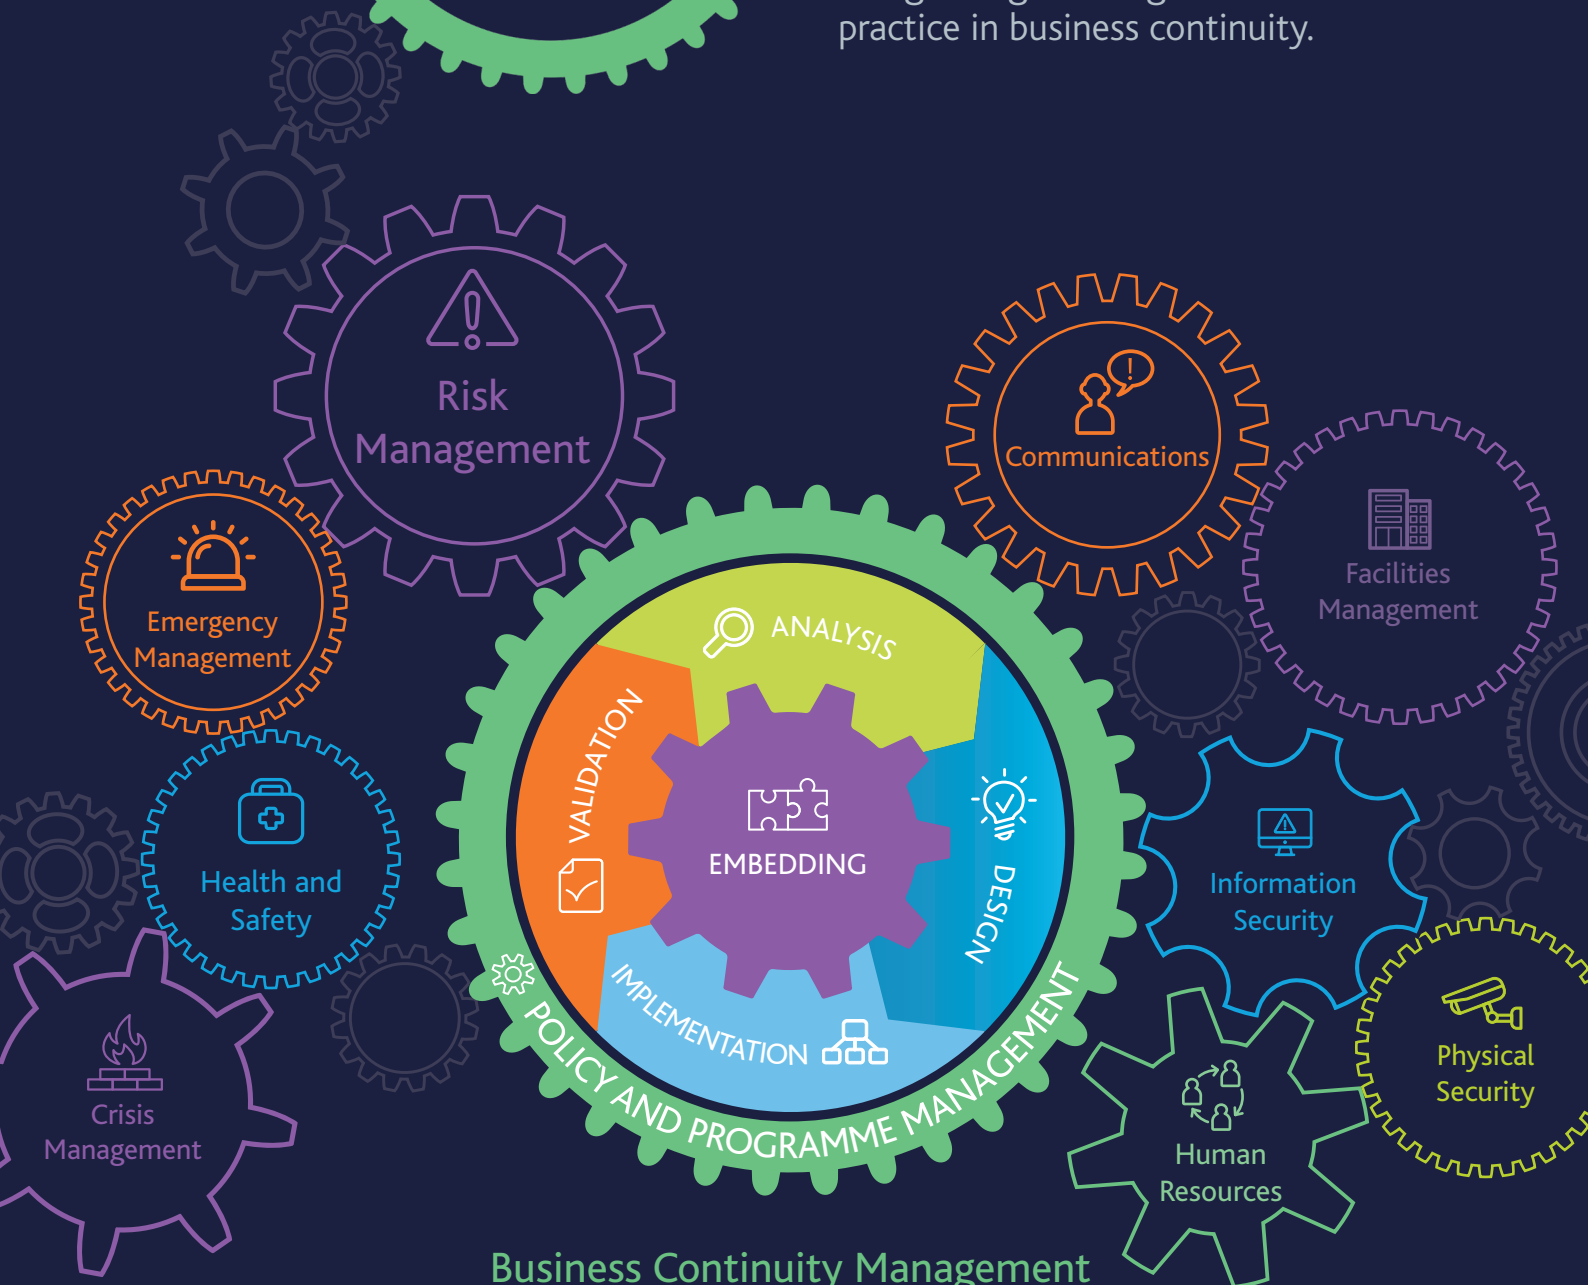 practice in business continuity.
Risk
Management
Communications
Facilities
Management
Emergency
Management
ANALYSIS
VALIDATION
EMBEDDING
DESIGN
IMPLEMENTATION
POLICY AND PROGRAMME MANAGEMENT
Health and
Safety
Information
Security
Crisis
Management
Physical
Security
Human
Resources
Business Continuity Management